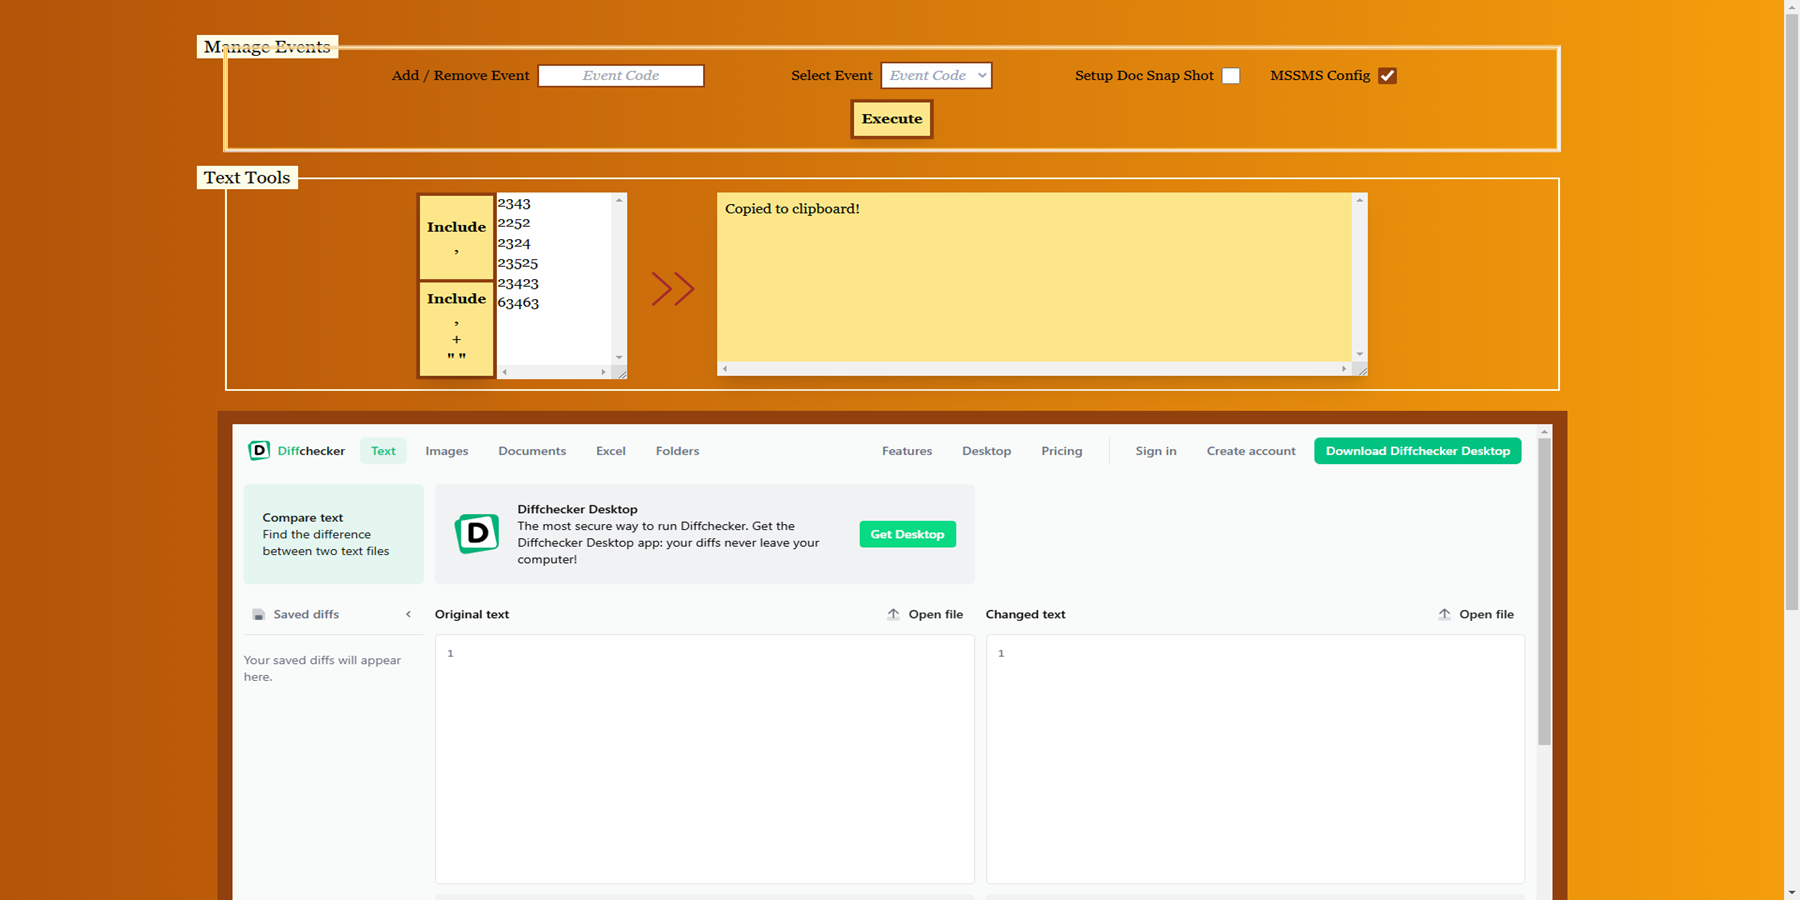 Manage Events
Add / Remove Event Event Code Select Event Event Code Setup Doc Snap Shot MSSMS Config
Execute
Text Tools
Include
,
Include
,
+
" "
2343
2252
2324
23525
23423
63463
Copied to clipboard!
D Diffchecker Text Images Documents Excel Folders Features Desktop Pricing Sign in Create account Download Diffchecker Desktop
Compare text
Find the difference
between two text files
D
Diffchecker Desktop
The most secure way to run Diffchecker. Get the
Diffchecker Desktop app: your diffs never leave your
computer!
Get Desktop
Saved diffs
Your saved diffs will appear
here.
Original text Open file
1
Changed text Open file
1